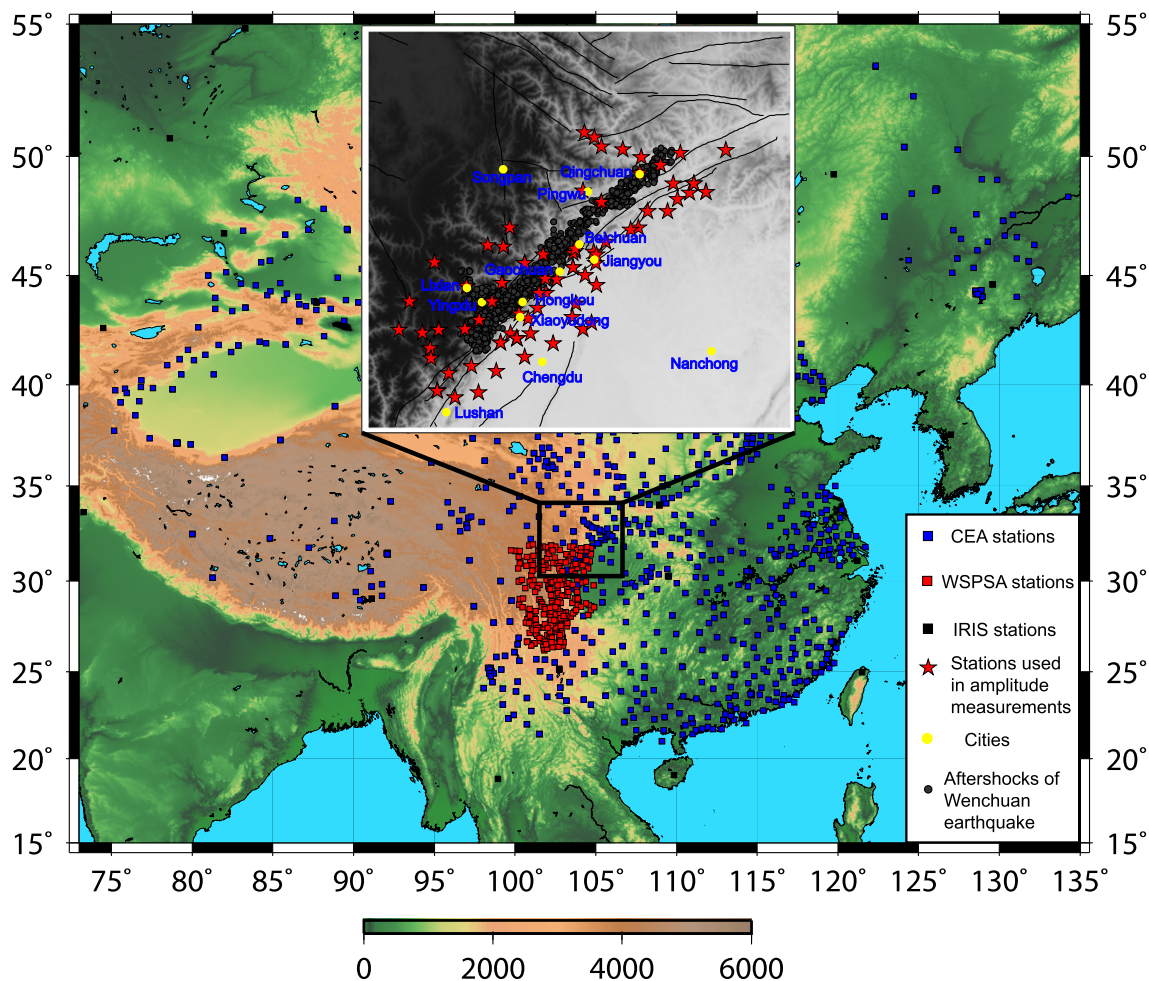 55°
55°
50°
50°
45°
45°
40°
40°
35°
35°
30°
30°
25°
25°
20°
20°
15°
15°
Songpan
Qingchuan
Pingwu
Beichuan
Jiangyou
Gaochuan
Lixian
Yingxiu
Hongkou
Xiaoyudong
Nanchong
Chengdu
Lushan
CEA stations
WSPSA stations
IRIS stations
Stations used
in amplitude
measurements
Cities
Aftershocks of
Wenchuan
earthquake
75° 80° 85° 90° 95° 100° 105° 110° 115° 120° 125° 130° 135°
0 2000 4000 6000